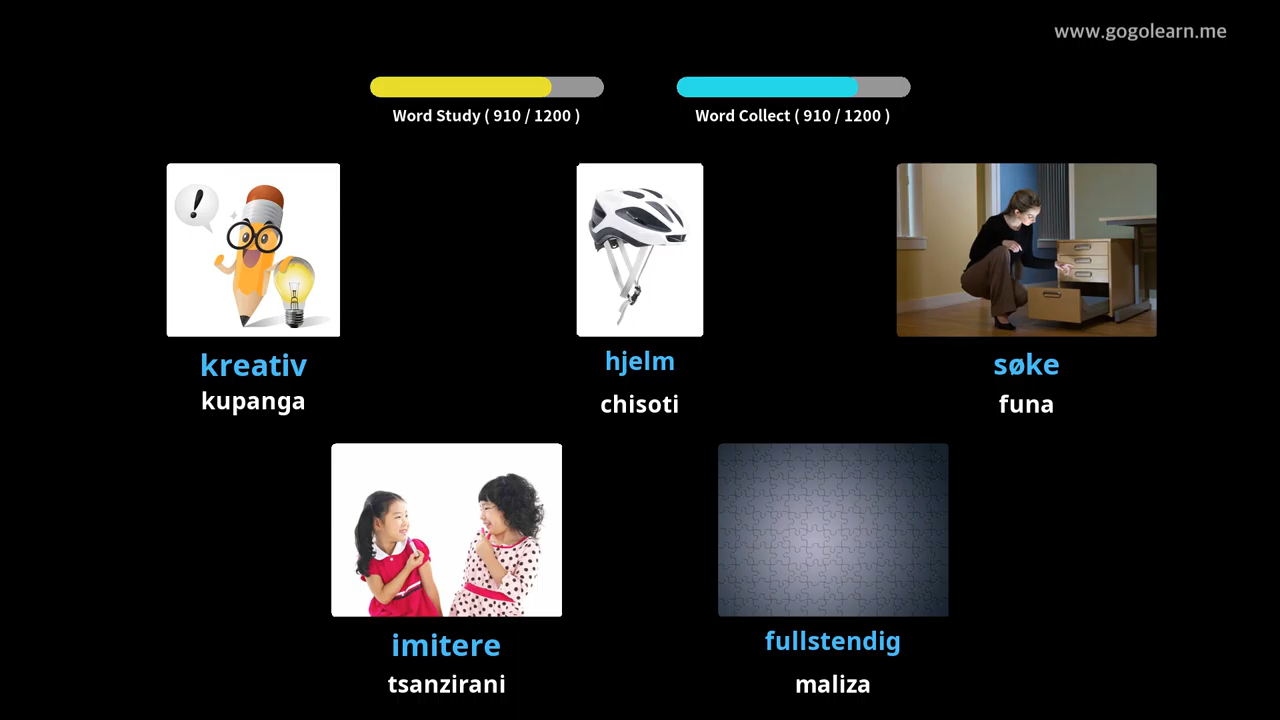 www.gogolearn.me
Word Study ( 910 / 1200 )
Word Collect ( 910 / 1200 )
!
kreativ
kupanga
hjelm
chisoti
søke
funa
imitere
tsanzirani
fullstendig
maliza